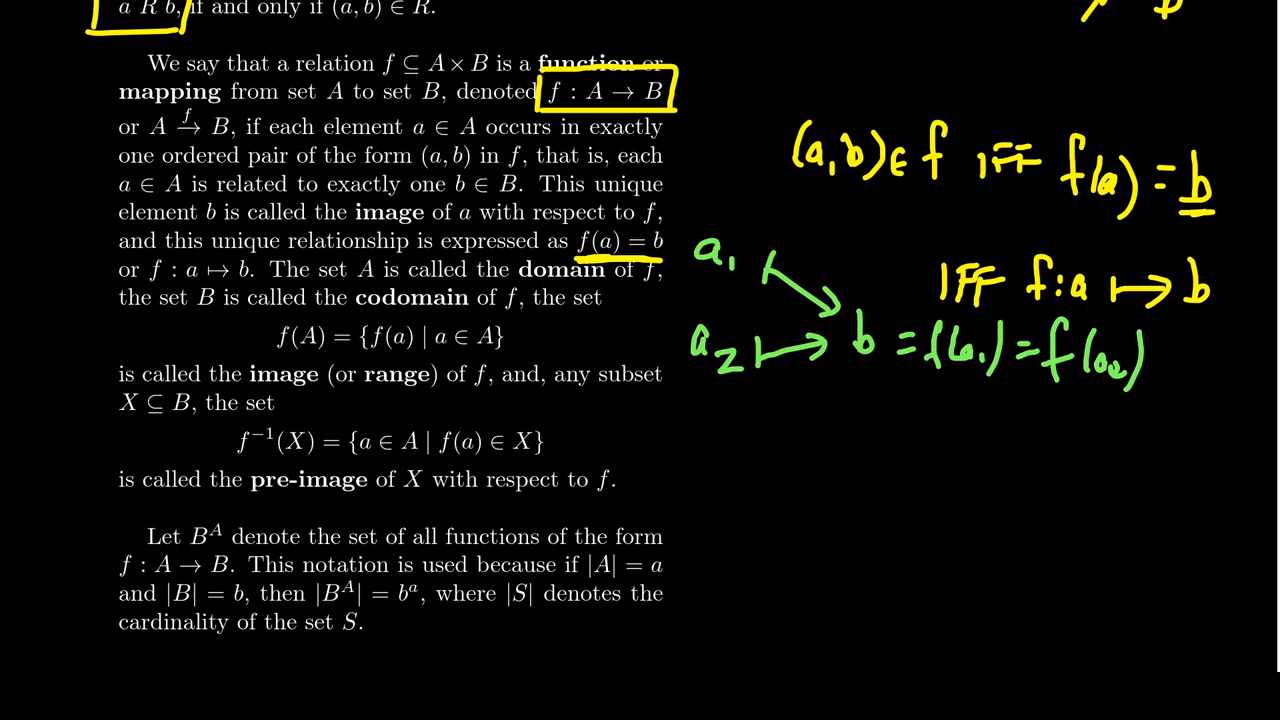 a R b, if and only if (a, b) ∈ R.
We say that a relation f ⊆ A × B is a function or
mapping from set A to set B, denoted f : A → B
or A →^f B, if each element a ∈ A occurs in exactly
one ordered pair of the form (a, b) in f, that is, each
a ∈ A is related to exactly one b ∈ B. This unique
element b is called the image of a with respect to f,
and this unique relationship is expressed as f(a) = b
or f : a ↦ b. The set A is called the domain of f,
the set B is called the codomain of f, the set
f(A) = {f(a) | a ∈ A}
is called the image (or range) of f, and, any subset
X ⊆ B, the set
f⁻¹(X) = {a ∈ A | f(a) ∈ X}
is called the pre-image of X with respect to f.
Let B^A denote the set of all functions of the form
f : A → B. This notation is used because if |A| = a
and |B| = b, then |B^A| = b^a, where |S| denotes the
cardinality of the set S.
(a,b) ∈ f IFF f(a) = b
IFF f: a ↦ b
a₁
a₂ ↦ b = f(a₁) = f(a₂)